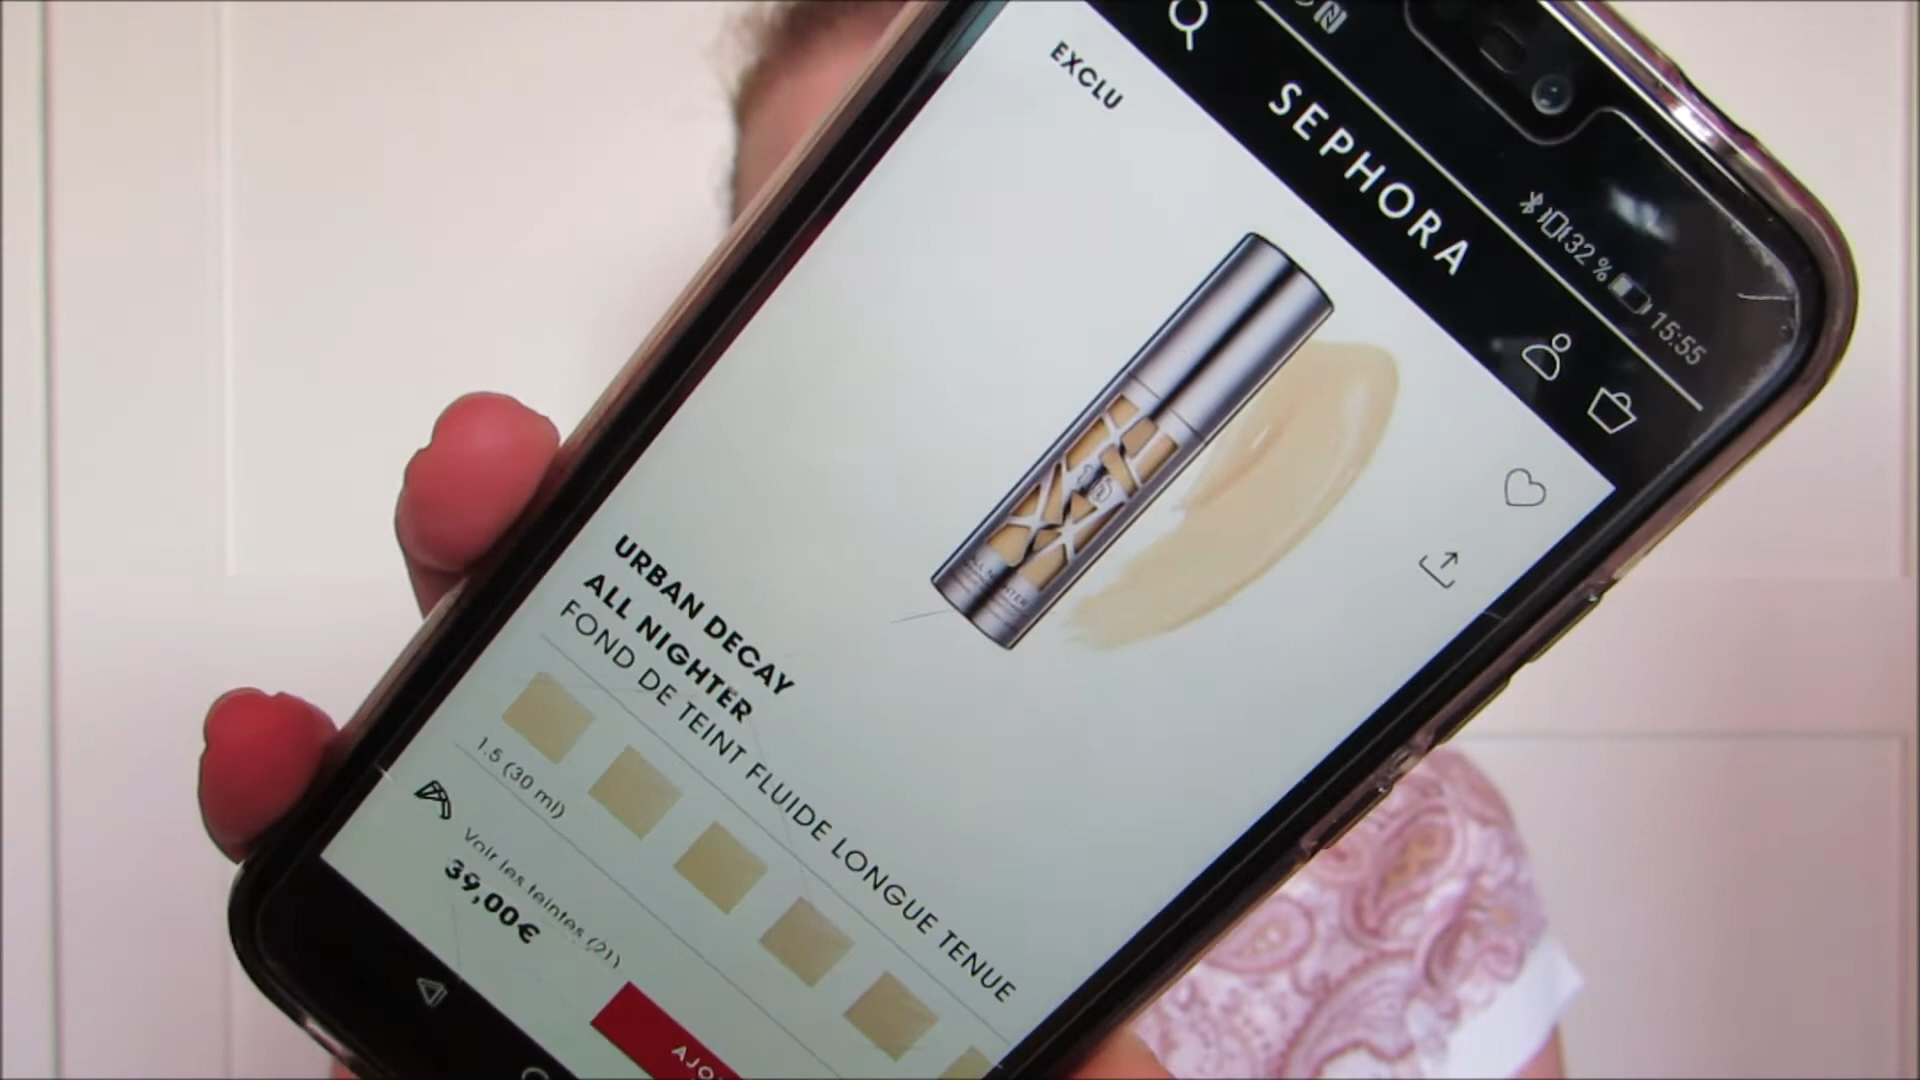 32 % 15:55
SEPHORA
EXCLU
UD
URBAN DECAY
ALL NIGHTER
FOND DE TEINT FLUIDE LONGUE TENUE
1.5 (30 ml)
Voir les teintes (21)
39,00€